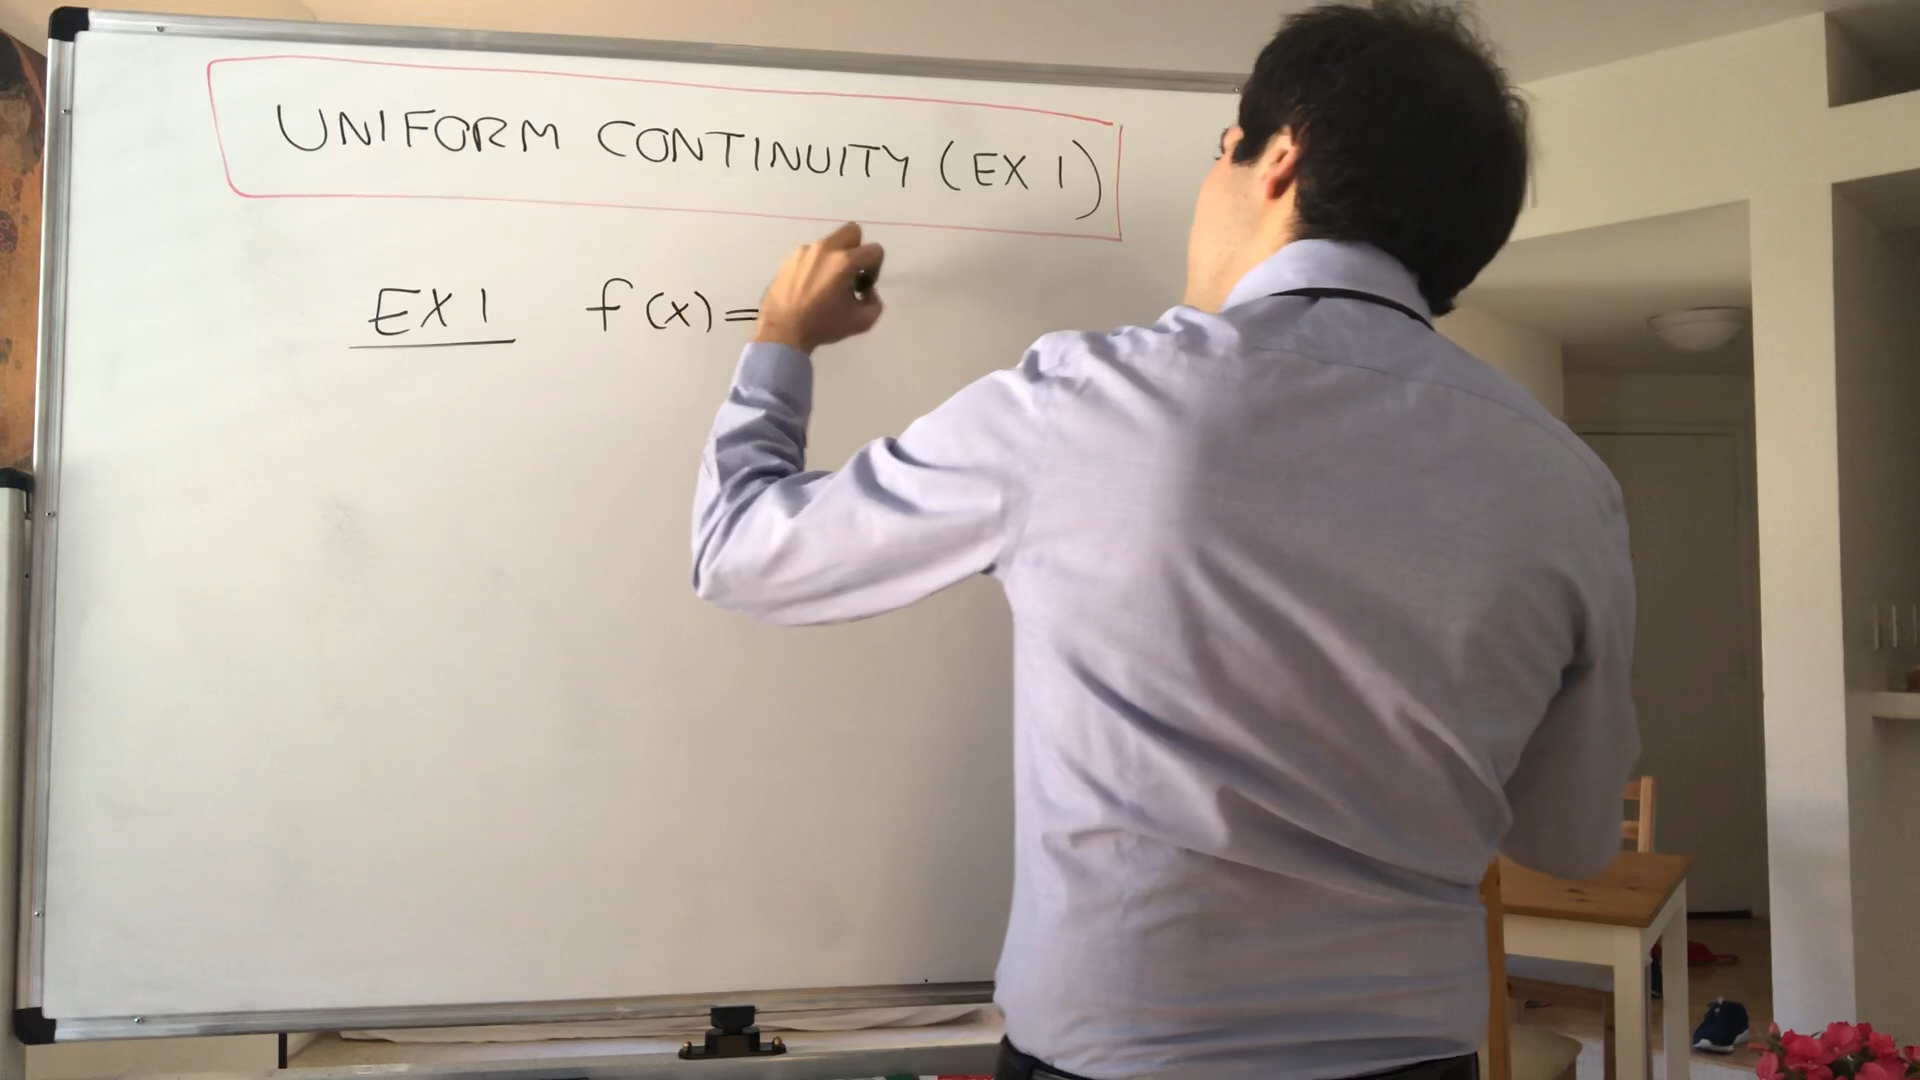 UNIFORM CONTINUITY (EX 1)
EX 1 f(x)=